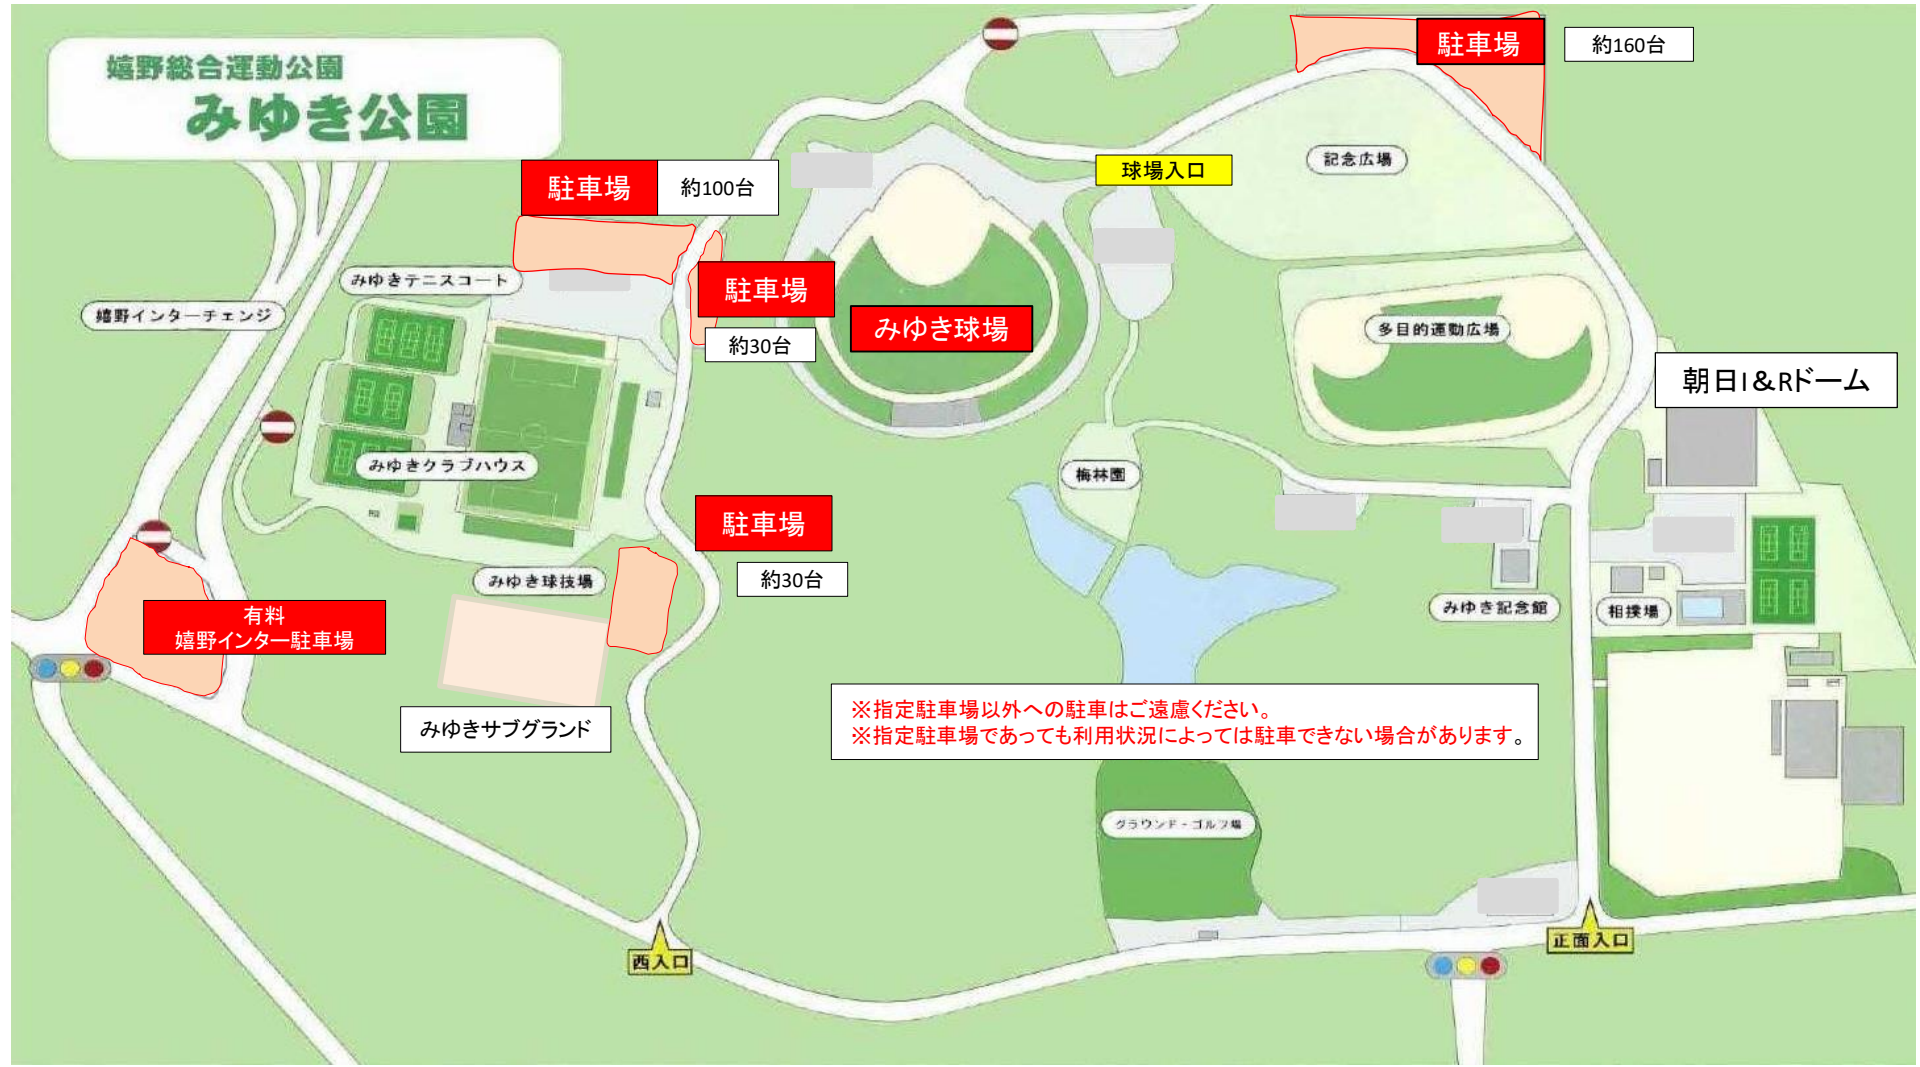 嬉野総合運動公園
みゆき公園
駐車場
約160台
駐車場
約100台
球場入口
記念広場
みゆきテニスコート
駐車場
約30台
嬉野インターチェンジ
みゆき球場
多目的運動広場
朝日I&Rドーム
みゆきクラブハウス
梅林園
駐車場
約30台
みゆき球技場
みゆき記念館
相撲場
有料
嬉野インター駐車場
みゆきサブグランド
※指定駐車場以外への駐車はご遠慮ください。
※指定駐車場であっても利用状況によっては駐車できない場合があります。
グラウンド・ゴルフ場
西入口
正面入口